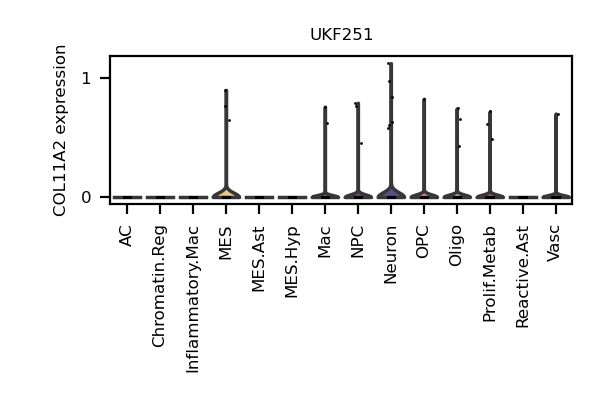 UKF251
COL11A2 expression
1
0
AC
Chromatin.Reg
Inflammatory.Mac
MES
MES.Ast
MES.Hyp
Mac
NPC
Neuron
OPC
Oligo
Prolif.Metab
Reactive.Ast
Vasc